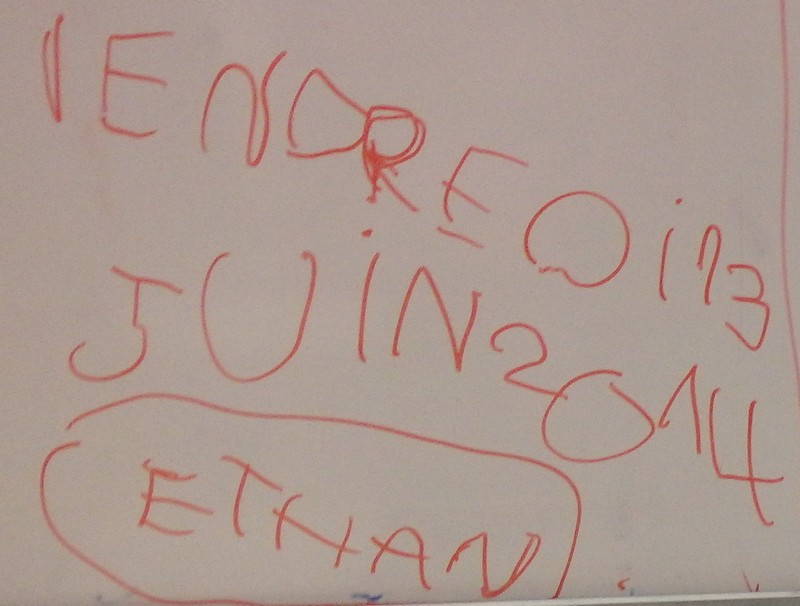 VENDREDi 13
JUiN 2014
ETHAN